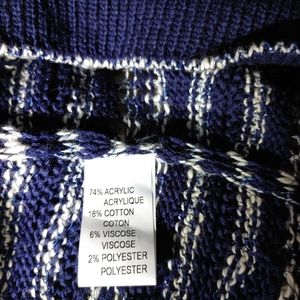 74% ACRYLIC
ACRYLIQUE
18% COTTON
COTON
6% VISCOSE
VISCOSE
2% POLYESTER
POLYESTER